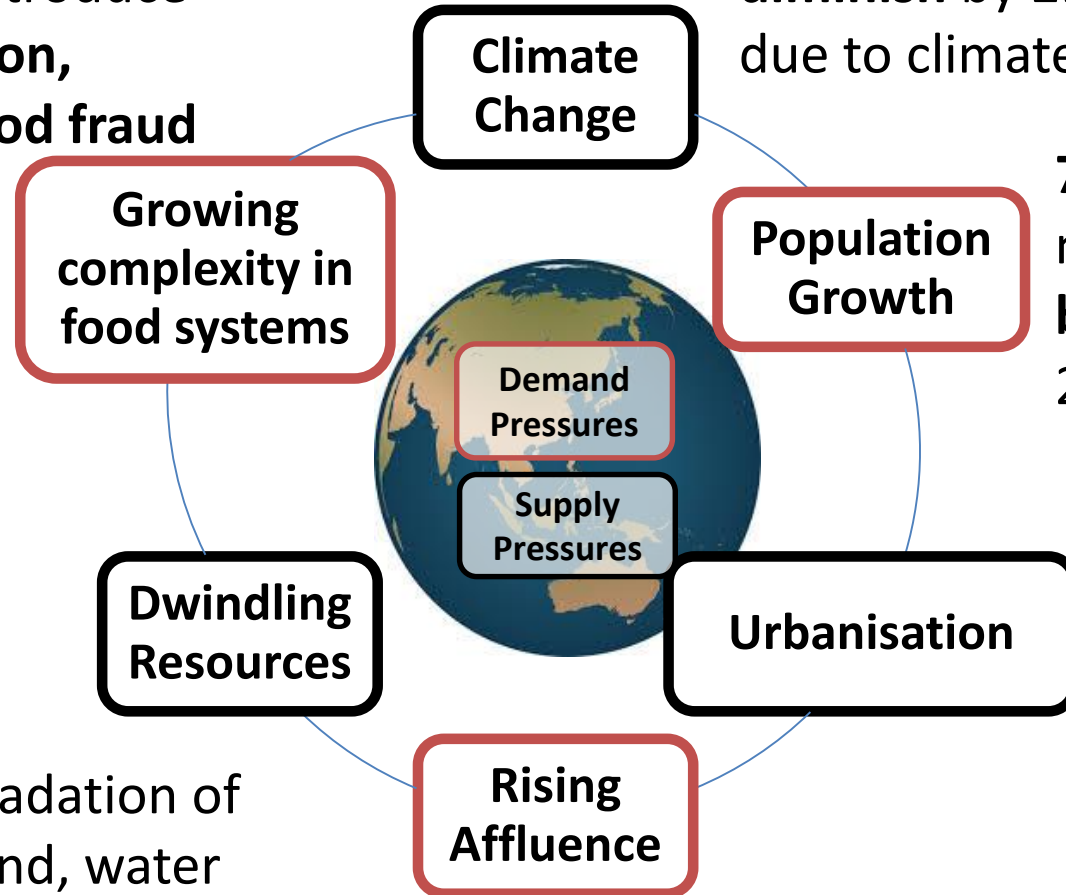 on,
od fraud
Climate
Change
due to climate
Growing
complexity in
food systems
Population
Growth
Demand
Pressures
Supply
Pressures
Dwindling
Resources
Urbanisation
Rising
Affluence
adation of
nd, water